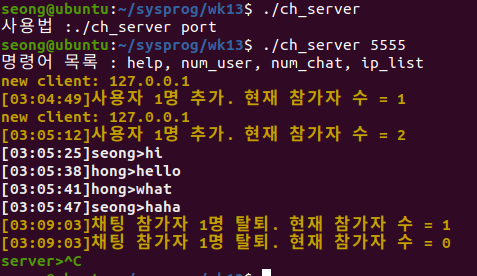 seong@ubuntu:~/sysprog/wk13$ ./ch_server
사용법 :./ch_server port
seong@ubuntu:~/sysprog/wk13$ ./ch_server 5555
명령어 목록 : help, num_user, num_chat, ip_list
new client: 127.0.0.1
[03:04:49]사용자 1명 추가. 현재 참가자 수 = 1
new client: 127.0.0.1
[03:05:12]사용자 1명 추가. 현재 참가자 수 = 2
[03:05:25]seong>hi
[03:05:38]hong>hello
[03:05:41]hong>what
[03:05:47]seong>haha
[03:09:03]채팅 참가자 1명 탈퇴. 현재 참가자 수 = 1
[03:09:03]채팅 참가자 1명 탈퇴. 현재 참가자 수 = 0
server>^C